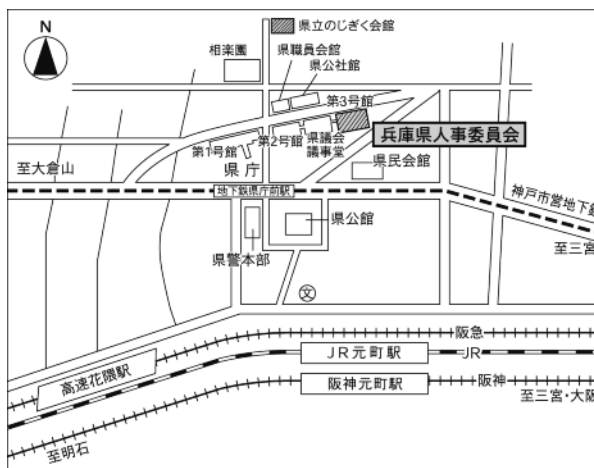 N
県立のじぎく会館
相楽園
県職員会館
県公社館
第3号館
兵庫県人事委員会
第1号館
第2号館
県議会
議事堂
県庁
県民会館
至大倉山
地下鉄県庁前駅
神戸市営地下鉄
至三宮
県公館
県警本部
文
阪急
JR元町駅
JR
高速花隈駅
阪神元町駅
阪神
至三宮・大阪
至明石